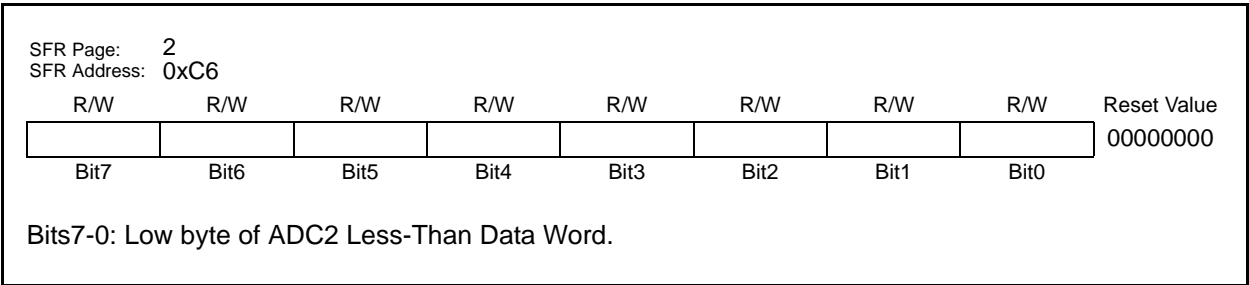 SFR Page: 2
SFR Address: 0xC6
R/W R/W R/W R/W R/W R/W R/W R/W Reset Value
00000000
Bit7 Bit6 Bit5 Bit4 Bit3 Bit2 Bit1 Bit0
Bits7-0: Low byte of ADC2 Less-Than Data Word.